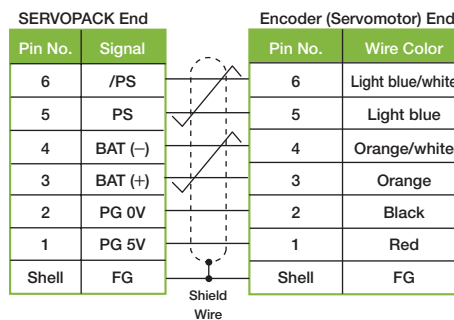 SERVOPACK End Encoder (Servomotor) End
Pin No. Signal Pin No. Wire Color
6 /PS 6 Light blue/white
5 PS 5 Light blue
4 BAT (−) 4 Orange/white
3 BAT (+) 3 Orange
2 PG 0V 2 Black
1 PG 5V 1 Red
Shell FG Shell FG
Shield
Wire